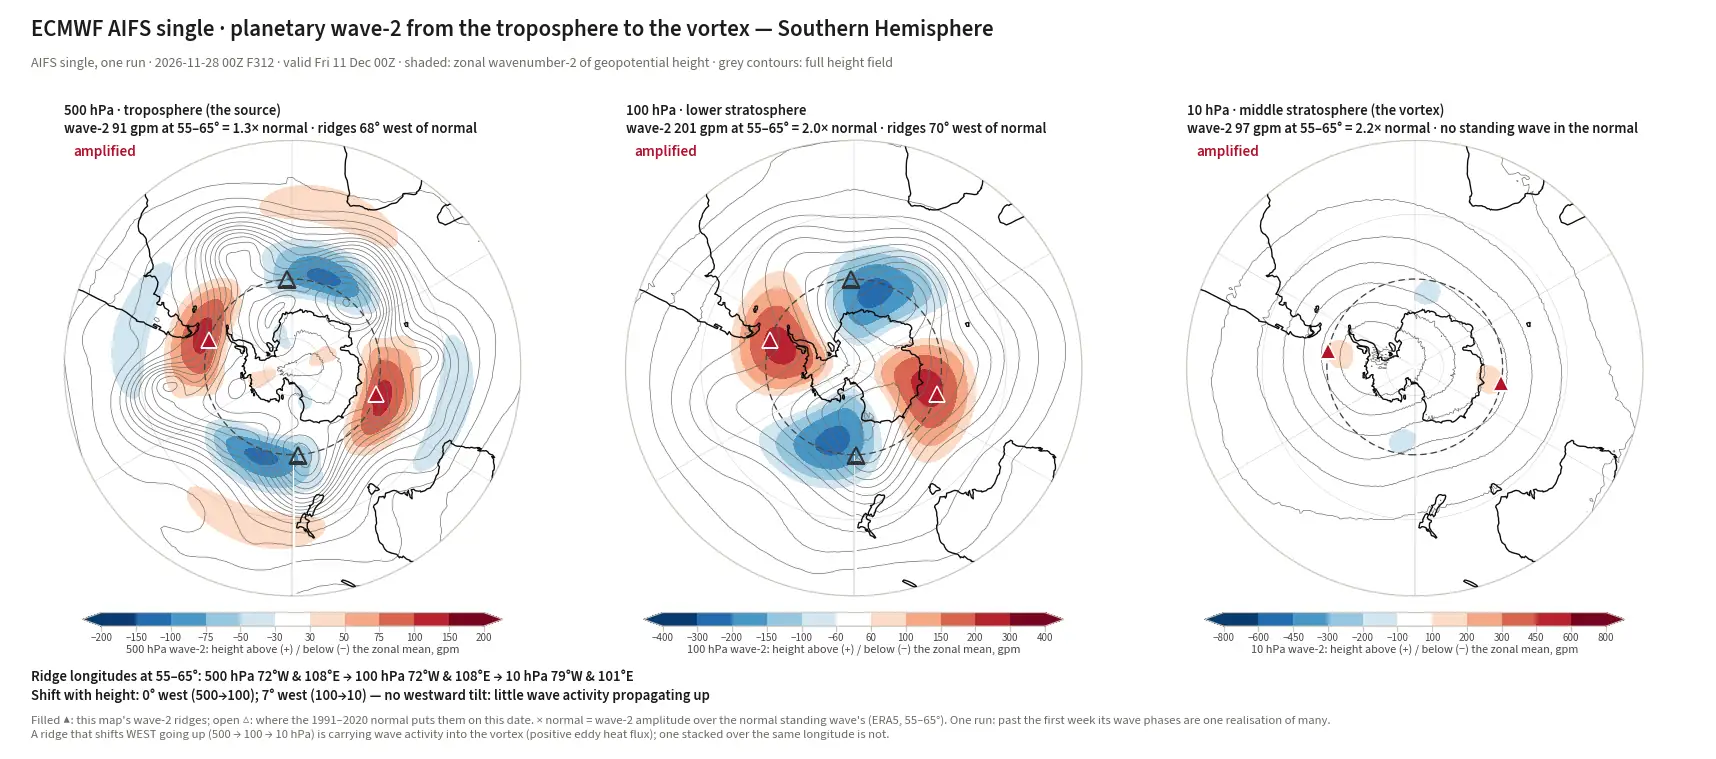 ECMWF AIFS single · planetary wave-2 from the troposphere to the vortex — Southern Hemisphere
AIFS single, one run · 2026-11-28 00Z F312 · valid Fri 11 Dec 00Z · shaded: zonal wavenumber-2 of geopotential height · grey contours: full height field
500 hPa · troposphere (the source)
wave-2 91 gpm at 55–65° = 1.3× normal · ridges 68° west of normal
amplified
100 hPa · lower stratosphere
wave-2 201 gpm at 55–65° = 2.0× normal · ridges 70° west of normal
amplified
10 hPa · middle stratosphere (the vortex)
wave-2 97 gpm at 55–65° = 2.2× normal · no standing wave in the normal
amplified
−200 −150 −100 −75 −50 −30 30 50 75 100 150 200
500 hPa wave-2: height above (+) / below (−) the zonal mean, gpm
−400 −300 −200 −150 −100 −60 60 100 150 200 300 400
100 hPa wave-2: height above (+) / below (−) the zonal mean, gpm
−800 −600 −450 −300 −200 −100 100 200 300 450 600 800
10 hPa wave-2: height above (+) / below (−) the zonal mean, gpm
Ridge longitudes at 55–65°: 500 hPa 72°W & 108°E → 100 hPa 72°W & 108°E → 10 hPa 79°W & 101°E
Shift with height: 0° west (500→100); 7° west (100→10) — no westward tilt: little wave activity propagating up
Filled ▲: this map's wave-2 ridges; open △: where the 1991–2020 normal puts them on this date. × normal = wave-2 amplitude over the normal standing wave's (ERA5, 55–65°). One run: past the first week its wave phases are one realisation of many.
A ridge that shifts WEST going up (500 → 100 → 10 hPa) is carrying wave activity into the vortex (positive eddy heat flux); one stacked over the same longitude is not.